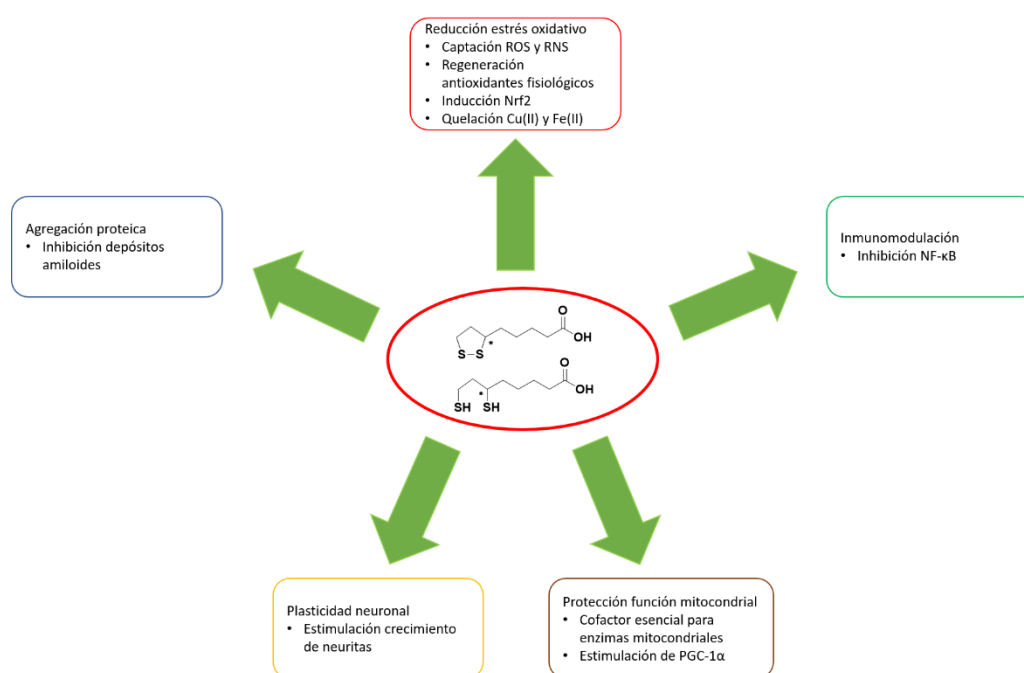 Reducción estrés oxidativo
• Captación ROS y RNS
• Regeneración
antioxidantes fisiológicos
• Inducción Nrf2
• Quelación Cu(II) y Fe(II)
Agregación proteica
• Inhibición depósitos
amiloides
Inmunomodulación
• Inhibición NF-κB
O
OH
S S
*
O
OH
*
SH SH
Plasticidad neuronal
• Estimulación crecimiento
de neuritas
Protección función mitocondrial
• Cofactor esencial para
enzimas mitocondriales
• Estimulación de PGC-1α